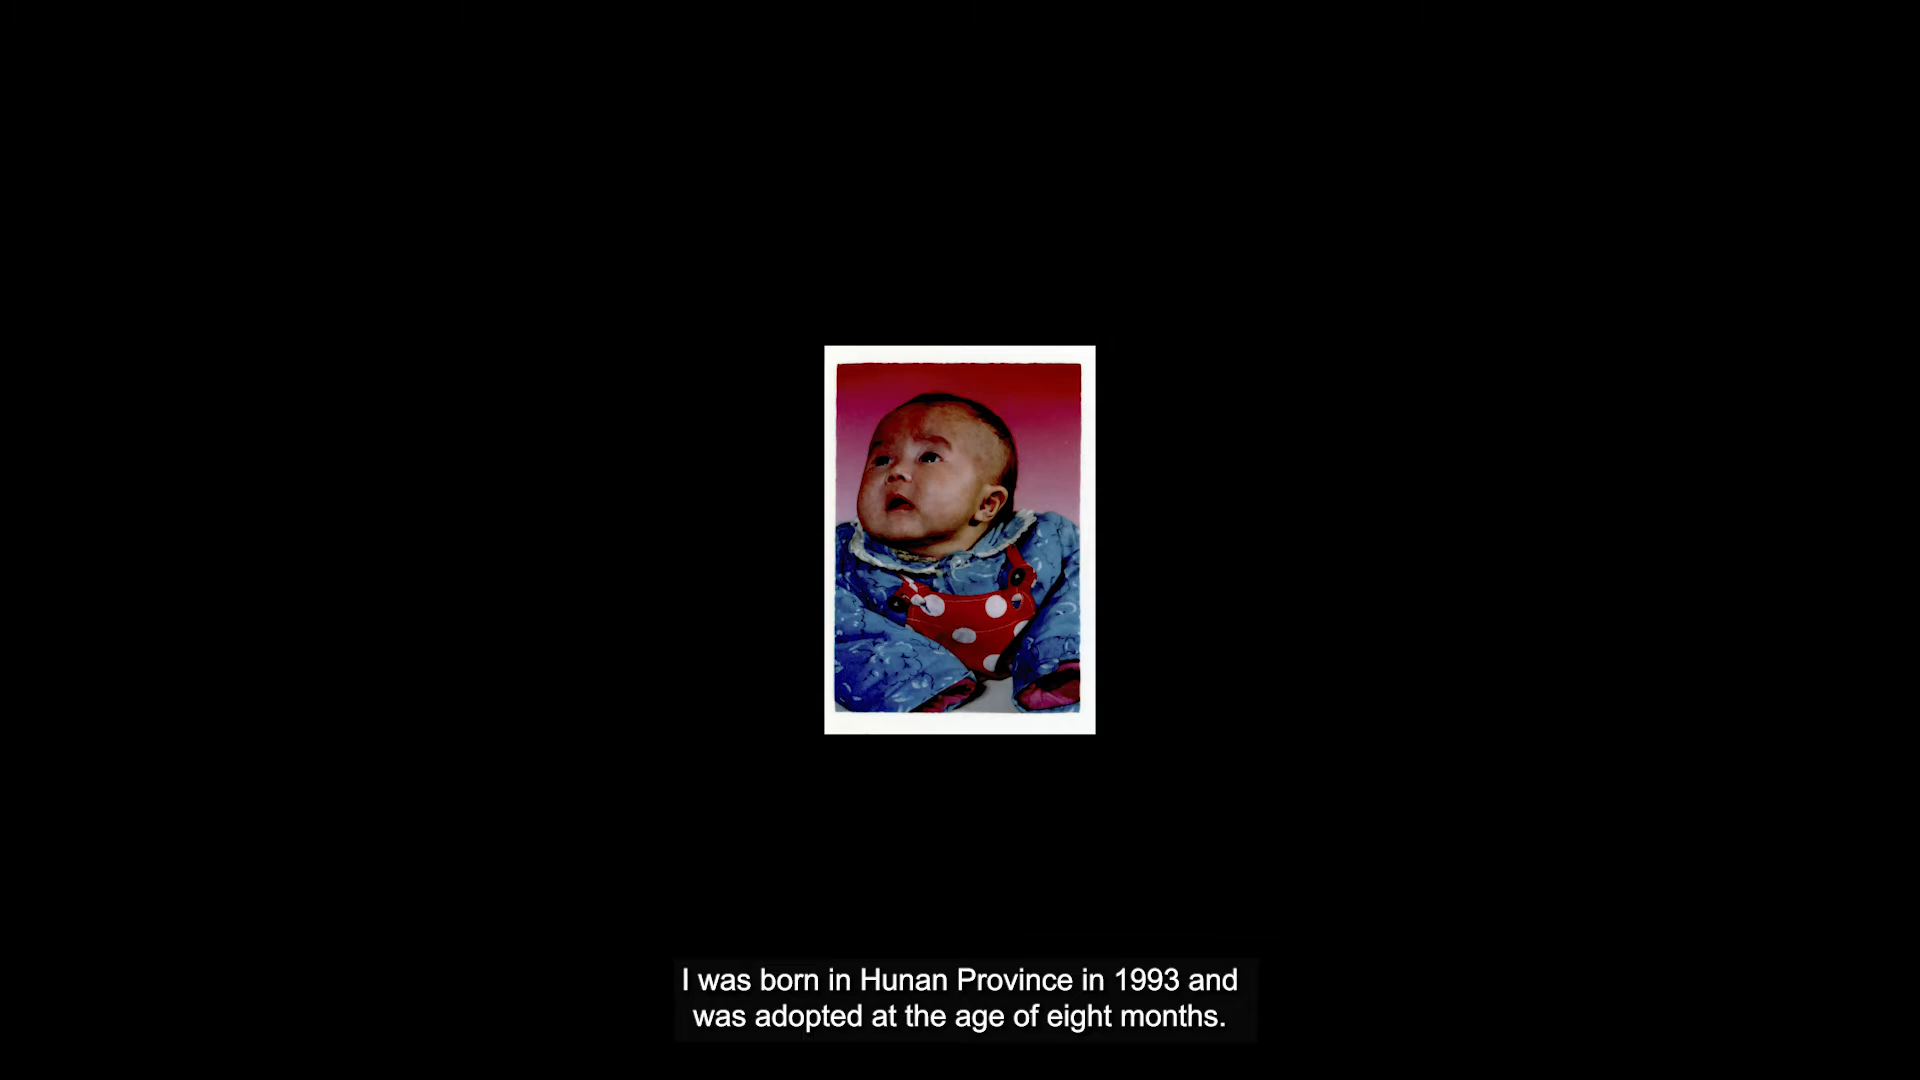 I was born in Hunan Province in 1993 and
was adopted at the age of eight months.